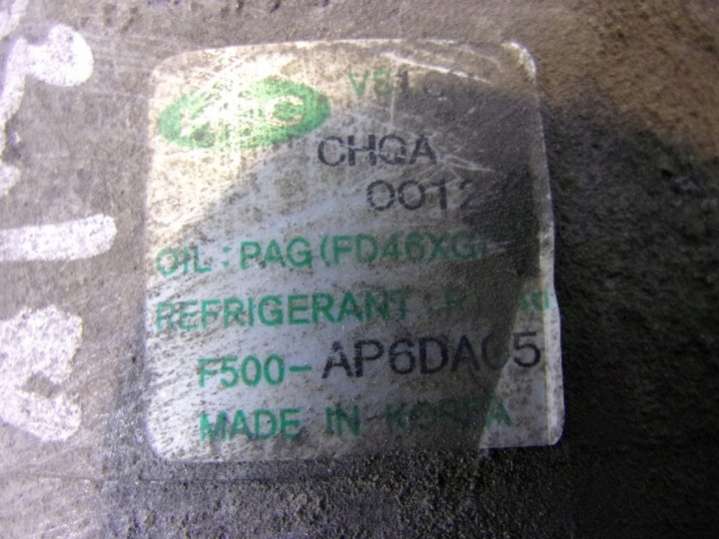 CHQA
0012
OIL : PAG (FD46XG)
REFRIGERANT
F500-AP6DA05
MADE IN KOREA